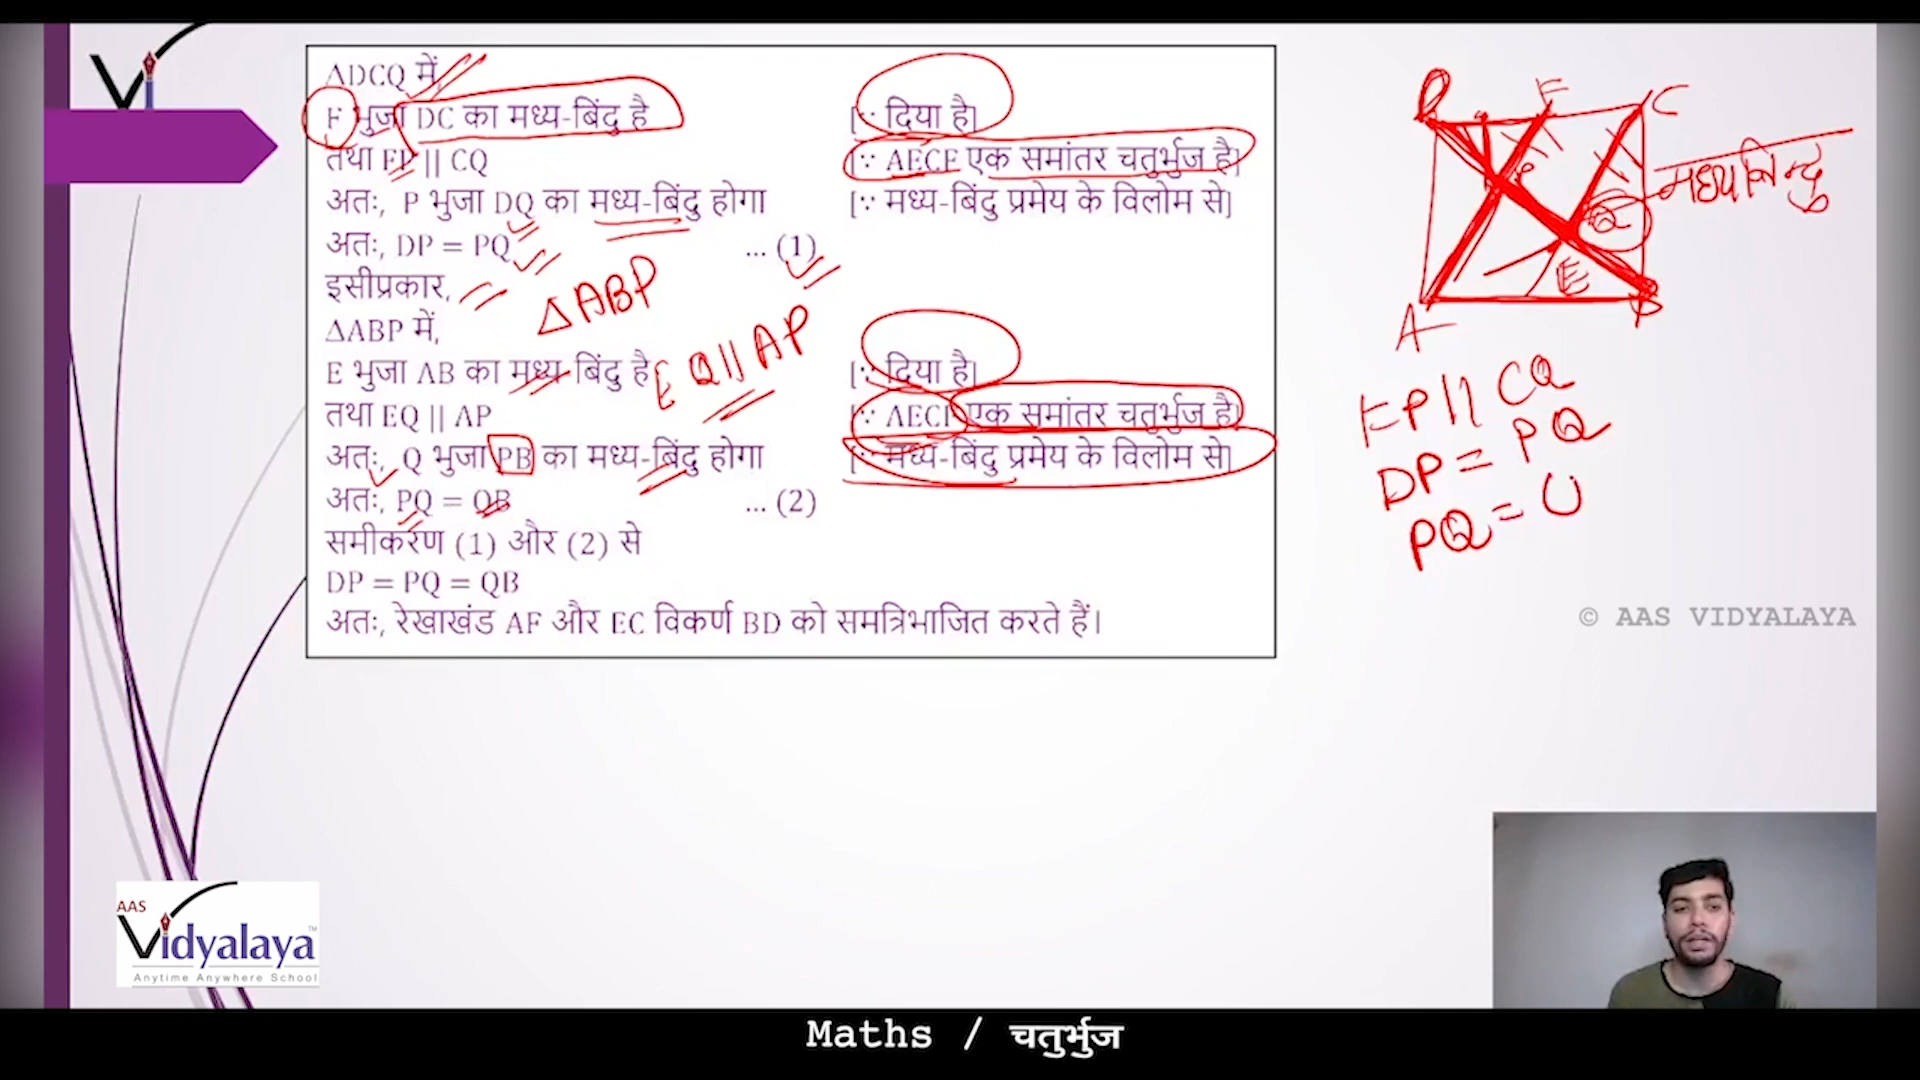 ΔDCQ में,
F भुजा DC का मध्य-बिंदु है [∵ दिया है]
तथा FP || CQ [∵ AECF एक समांतर चतुर्भुज है]
अतः, P भुजा DQ का मध्य-बिंदु होगा [∵ मध्य-बिंदु प्रमेय के विलोम से]
अतः, DP = PQ ... (1)
इसीप्रकार,
Δ ABP
ΔABP में,
E भुजा AB का मध्य-बिंदु है [∵ दिया है]
EQ || AP
तथा EQ || AP [∵ AECF एक समांतर चतुर्भुज है]
अतः, Q भुजा PB का मध्य-बिंदु होगा [∵ मध्य-बिंदु प्रमेय के विलोम से]
अतः, PQ = QB ... (2)
समीकरण (1) और (2) से
DP = PQ = QB
अतः, रेखाखंड AF और EC विकर्ण BD को समत्रिभाजित करते हैं।
F C
P
Q
मध्य बिन्दु
E
A B
FP || CQ
DP = PQ
PQ =
© AAS VIDYALAYA
AAS
Vidyalaya
Anytime Anywhere School
Maths / चतुर्भुज